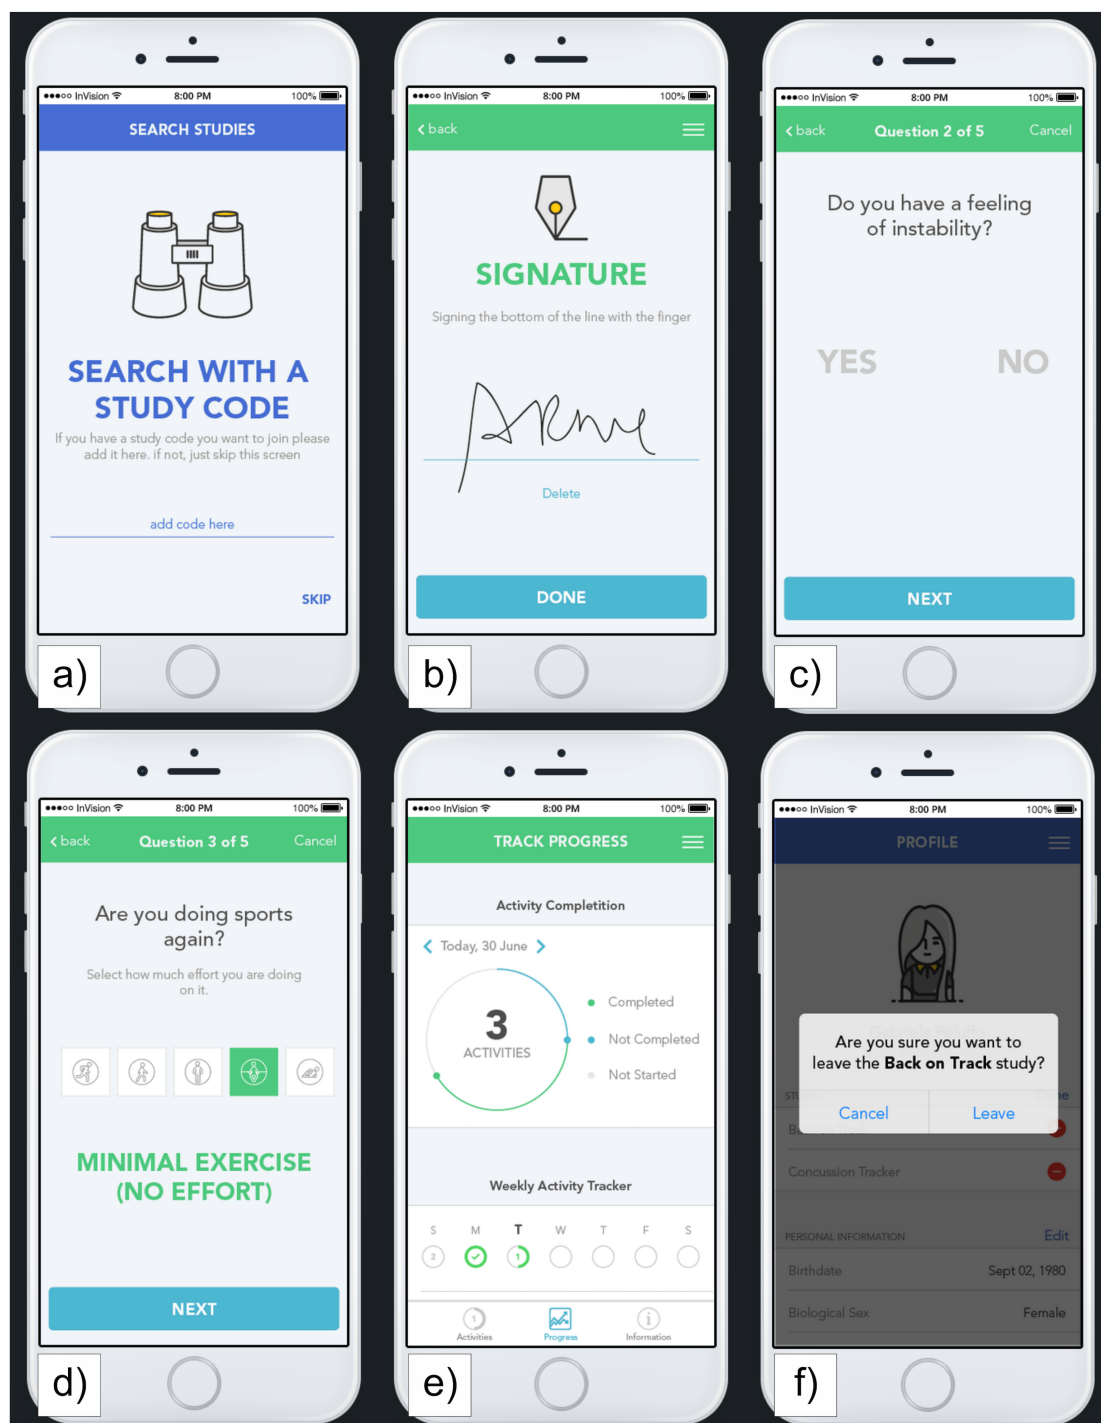 ●●●○○ InVision 8:00 PM 100%
SEARCH STUDIES
SEARCH WITH A
STUDY CODE
If you have a study code you want to join please
add it here. if not, just skip this screen
add code here
SKIP
a)
●●●○○ InVision 8:00 PM 100%
< back
SIGNATURE
Signing the bottom of the line with the finger
Delete
DONE
b)
●●●○○ InVision 8:00 PM 100%
< back Question 2 of 5 Cancel
Do you have a feeling
of instability?
YES NO
NEXT
c)
●●●○○ InVision 8:00 PM 100%
< back Question 3 of 5 Cancel
Are you doing sports
again?
Select how much effort you are doing
on it.
MINIMAL EXERCISE
(NO EFFORT)
NEXT
d)
●●●○○ InVision 8:00 PM 100%
TRACK PROGRESS
Activity Completition
< Today, 30 June >
3
ACTIVITIES
Completed
Not Completed
Not Started
Weekly Activity Tracker
S M T W T F S
2 1
1
Activities Progress Information
e)
●●●○○ InVision 8:00 PM 100%
PROFILE
Are you sure you want to
leave the Back on Track study?
Cancel Leave
Concussion Tracker
PERSONAL INFORMATION Edit
Birthdate Sept 02, 1980
Biological Sex Female
f)